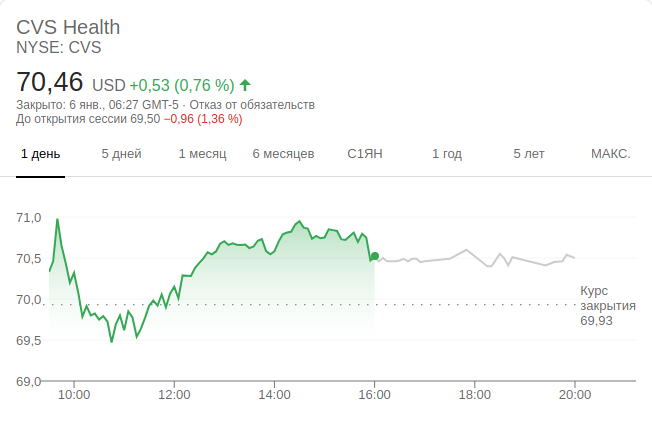 CVS Health
NYSE: CVS
70,46 USD +0,53 (0,76 %)
Закрыто: 6 янв., 06:27 GMT-5 · Отказ от обязательств
До открытия сессии 69,50 −0,96 (1,36 %)
1 день 5 дней 1 месяц 6 месяцев С1ЯН 1 год 5 лет МАКС.
71,0
70,5
70,0
69,5
69,0
Курс
закрытия
69,93
10:00 12:00 14:00 16:00 18:00 20:00